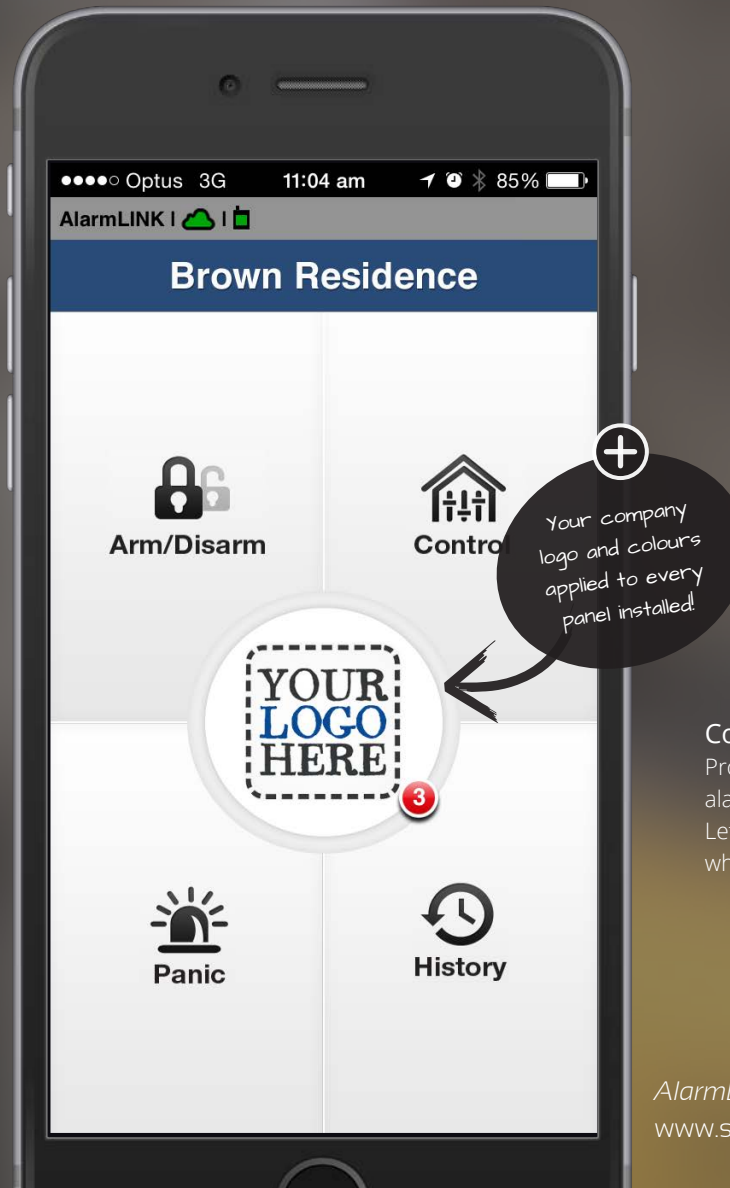 Optus 3G 11:04 am 85%
AlarmLINK | |
Brown Residence
Arm/Disarm
Control
Your company
logo and colours
applied to every
panel installed!
YOUR
LOGO
HERE
3
Panic
History